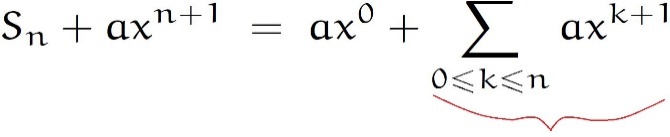 Sₙ + axⁿ⁺¹ = ax⁰ + ∑ axᵏ⁺¹
0⩽k⩽n